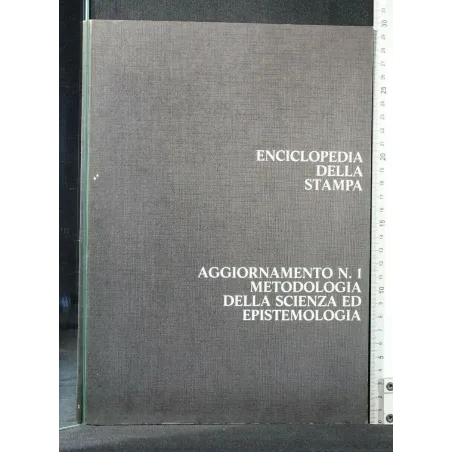 ENCICLOPEDIA
DELLA
STAMPA
AGGIORNAMENTO N. 1
METODOLOGIA
DELLA SCIENZA ED
EPISTEMOLOGIA